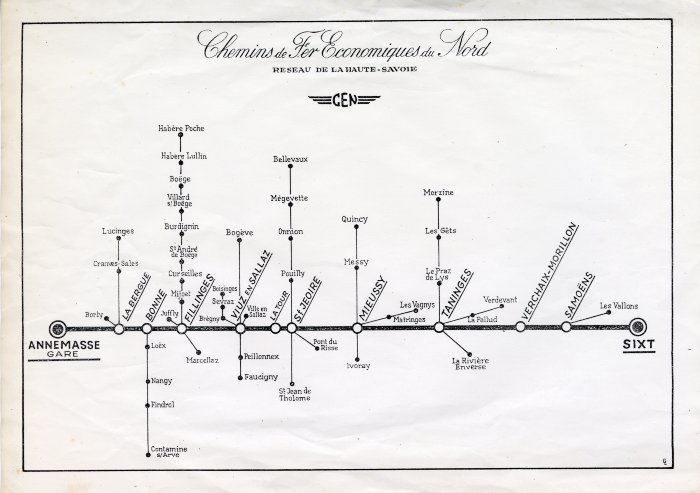 Chemins de Fer Economiques du Nord
RESEAU DE LA HAUTE-SAVOIE
CEN
Habère Poche
Habère Lullin
Boëge
Villard
s/Boëge
Burdignin
St André
de Boëge
Curseilles
Mijoët
Juffly
FILLINGES
Marcellaz
Lucinges
Cranves-Sales
Borly
LA BERGUE
ANNEMASSE
GARE
BONNE
Loëx
Nangy
Findrol
Contamine
s/Arve
Bogève
Boisinges
Sevraz
Brégny
Ville en
Sallaz
VIUZ EN SALLAZ
Peillonnex
Faucigny
LA TOUR
Bellevaux
Mégevette
Onnion
Pouilly
ST JEOIRE
Pont du
Risse
St Jean de
Tholome
Quincy
Messy
MIEUSSY
Les Vagnys
Matringes
Ivoray
Morzine
Les Gêts
Le Praz
de Lys
TANINGES
Verdevant
La Pallud
La Rivière
Enverse
VERCHAIX-MORILLON
SAMOËNS
Les Vallons
SIXT